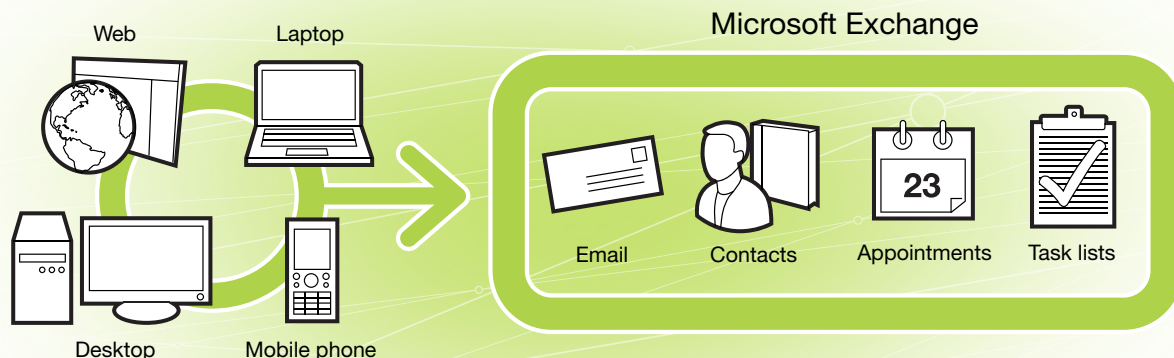 Web
Laptop
Desktop
Mobile phone
Microsoft Exchange
23
Email
Contacts
Appointments
Task lists